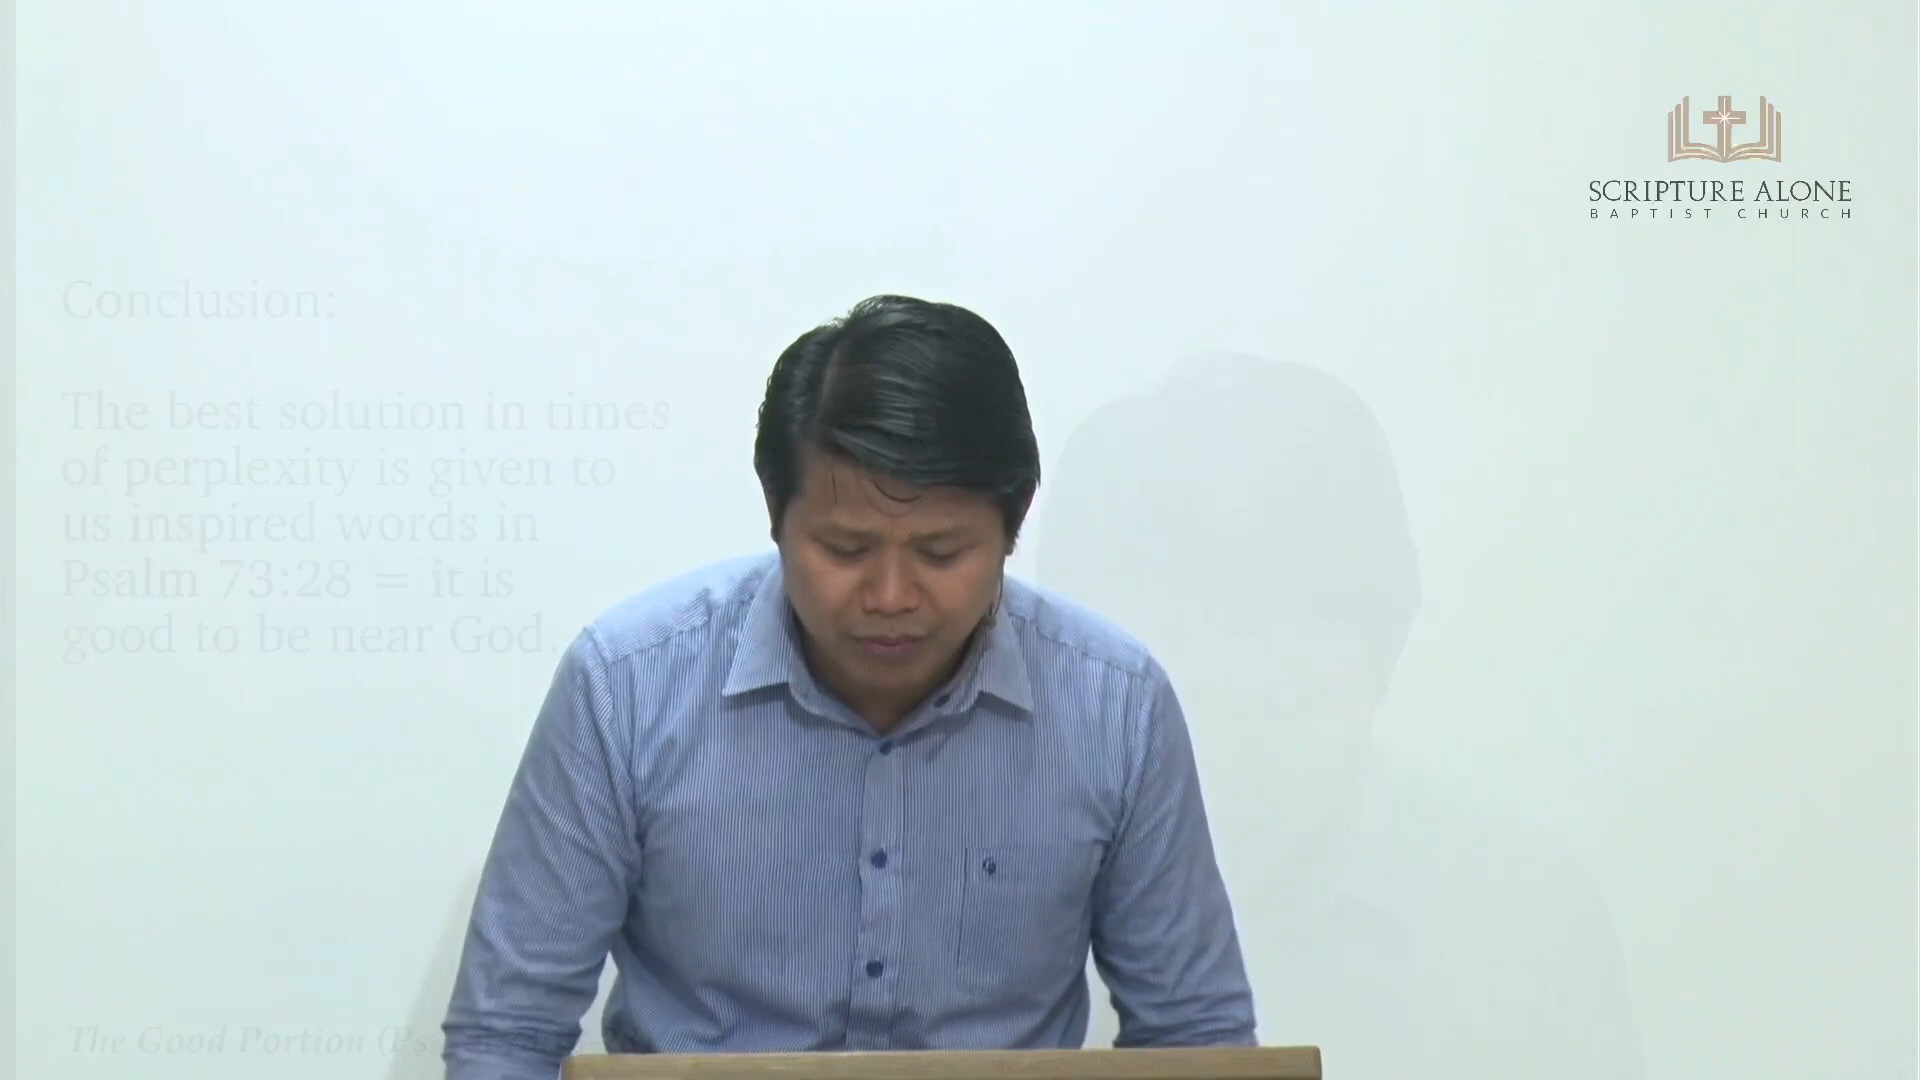 SCRIPTURE ALONE
BAPTIST CHURCH
Conclusion:
The best solution in times
of perplexity is given to
us inspired words in
Psalm 73:28 = it is
good to be near God.
The Good Portion (Ps